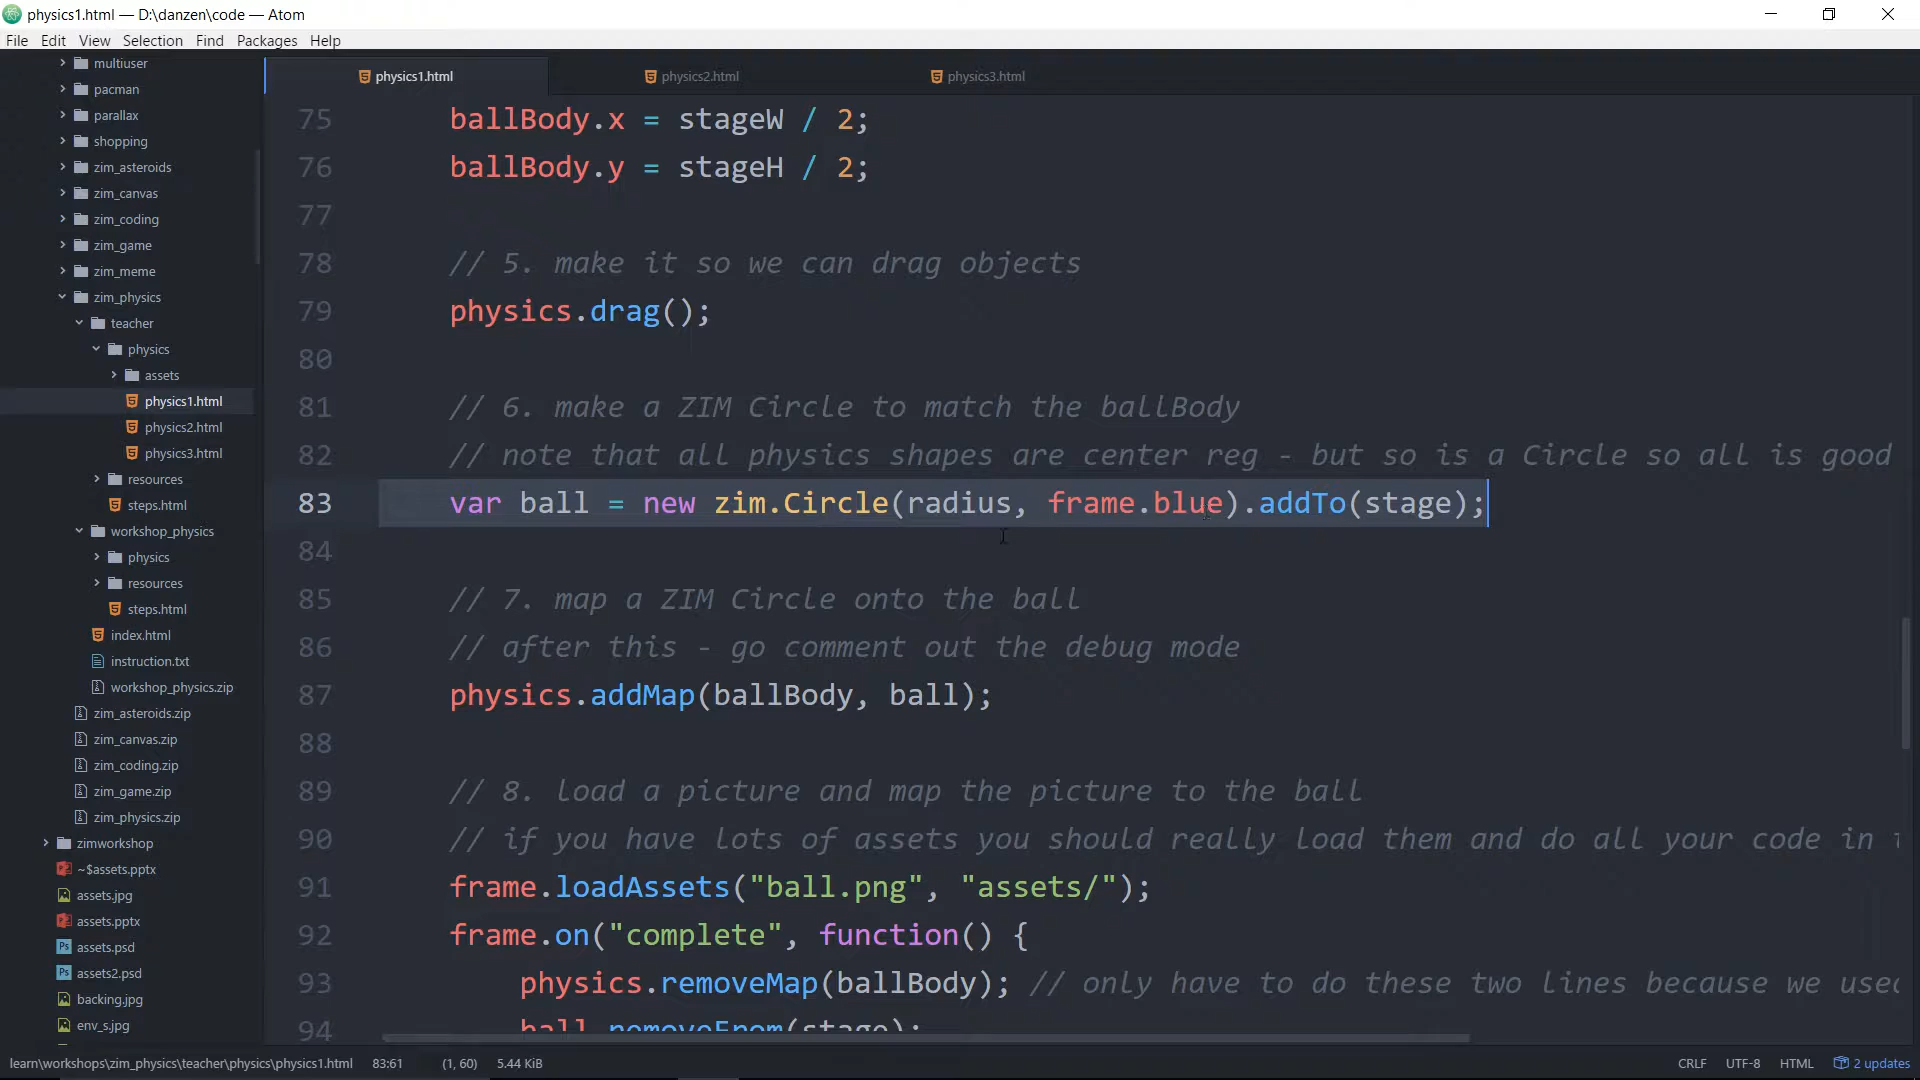 physics1.html — D:\danzen\code — Atom
File Edit View Selection Find Packages Help
multiuser
pacman
parallax
shopping
zim_asteroids
zim_canvas
zim_coding
zim_game
zim_meme
zim_physics
teacher
physics
assets
physics1.html
physics2.html
physics3.html
resources
steps.html
workshop_physics
physics
resources
steps.html
index.html
instruction.txt
workshop_physics.zip
zim_asteroids.zip
zim_canvas.zip
zim_coding.zip
zim_game.zip
zim_physics.zip
zimworkshop
~$assets.pptx
assets.jpg
assets.pptx
assets.psd
assets2.psd
backing.jpg
env_s.jpg
physics1.html physics2.html physics3.html
75 ballBody.x = stageW / 2;
76 ballBody.y = stageH / 2;
77
78 // 5. make it so we can drag objects
79 physics.drag();
80
81 // 6. make a ZIM Circle to match the ballBody
82 // note that all physics shapes are center reg - but so is a Circle so all is good
83 var ball = new zim.Circle(radius, frame.blue).addTo(stage);
84
85 // 7. map a ZIM Circle onto the ball
86 // after this - go comment out the debug mode
87 physics.addMap(ballBody, ball);
88
89 // 8. load a picture and map the picture to the ball
90 // if you have lots of assets you should really load them and do all your code in
91 frame.loadAssets("ball.png", "assets/");
92 frame.on("complete", function() {
93 physics.removeMap(ballBody); // only have to do these two lines because we used
94 ball.removeFrom(stage);
learn\workshops\zim_physics\teacher\physics\physics1.html 83:61 (1, 60) 5.44 KiB CRLF UTF-8 HTML 2 updates